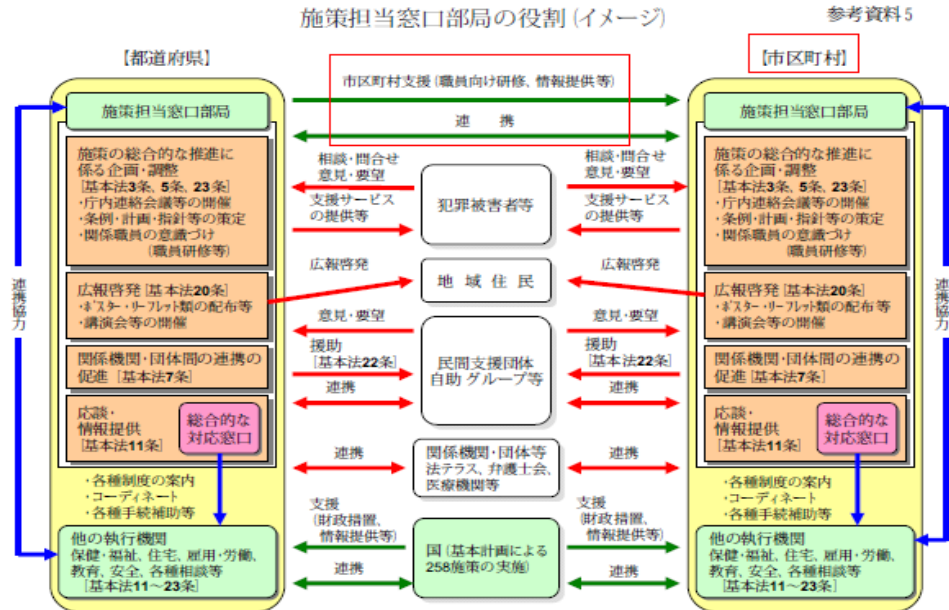 施策担当窓口部局の役割(イメージ)
参考資料5
【都道府県】
施策担当窓口部局
施策の総合的な推進に
係る企画・調整
[基本法3条、5条、23条]
・庁内連絡会議等の開催
・条例・計画・指針等の策定
・関係職員の意識づけ
(職員研修等)
広報啓発[基本法20条]
・ポスター・リーフレット類の配布等
・講演会等の開催
関係機関・団体間の連携の
促進 [基本法7条]
応談・
情報提供
[基本法11条]
総合的な
対応窓口
・各種制度の案内
・コーディネート
・各種手続補助等
他の執行機関
保健・福祉、住宅、雇用・労働、
教育、安全、各種相談等
[基本法11～23条]
連携協力
市区町村支援(職員向け研修、情報提供等)
連 携
相談・問合せ
意見・要望
支援サービス
の提供等
広報啓発
意見・要望
援助
[基本法22条]
連携
連携
支援
(財政措置、
情報提供等)
連携
犯罪被害者等
地 域 住 民
民間支援団体
自助 グループ等
関係機関・団体等
法テラス、弁護士会、
医療機関等
国(基本計画による
258施策の実施)
相談・問合せ
意見・要望
支援サービス
の提供等
広報啓発
意見・要望
援助
[基本法22条]
連携
連携
支援
(財政措置、
情報提供等)
連携
【市区町村】
施策担当窓口部局
施策の総合的な推進に
係る企画・調整
[基本法3条、5条、23条]
・庁内連絡会議等の開催
・条例・計画・指針等の策定
・関係職員の意識づけ
(職員研修等)
広報啓発[基本法20条]
・ポスター・リーフレット類の配布等
・講演会等の開催
関係機関・団体間の連携の
促進 [基本法7条]
応談・
情報提供
[基本法11条]
総合的な
対応窓口
・各種制度の案内
・コーディネート
・各種手続補助等
他の執行機関
保健・福祉、住宅、雇用・労働、
教育、安全、各種相談等
[基本法11～23条]
連携協力